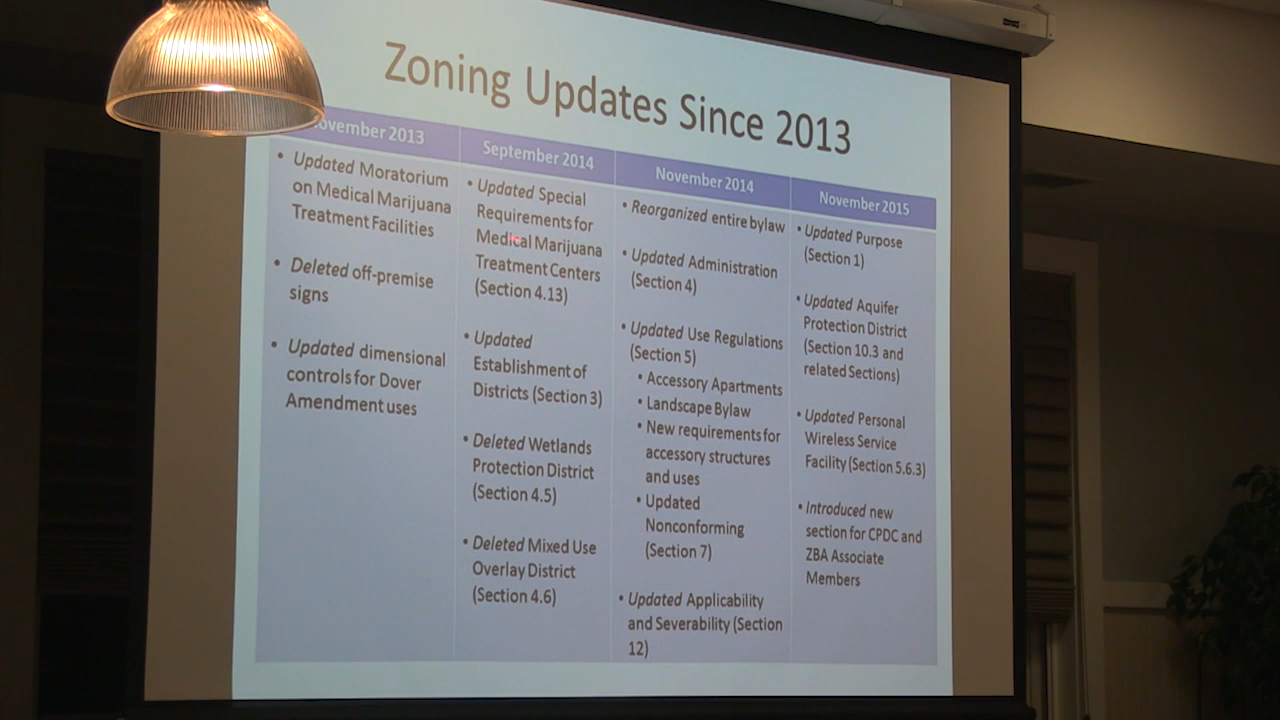 Zoning Updates Since 2013
November 2013
• Updated Moratorium
on Medical Marijuana
Treatment Facilities
• Deleted off-premise
signs
• Updated dimensional
controls for Dover
Amendment uses
September 2014
• Updated Special
Requirements for
Medical Marijuana
Treatment Centers
(Section 4.13)
• Updated
Establishment of
Districts (Section 3)
• Deleted Wetlands
Protection District
(Section 4.5)
• Deleted Mixed Use
Overlay District
(Section 4.6)
November 2014
• Reorganized entire bylaw
• Updated Administration
(Section 4)
• Updated Use Regulations
(Section 5)
• Accessory Apartments
• Landscape Bylaw
• New requirements for
accessory structures
and uses
• Updated
Nonconforming
(Section 7)
• Updated Applicability
and Severability (Section
12)
November 2015
• Updated Purpose
(Section 1)
• Updated Aquifer
Protection District
(Section 10.3 and
related Sections)
• Updated Personal
Wireless Service
Facility (Section 5.6.3)
• Introduced new
section for CPDC and
ZBA Associate
Members